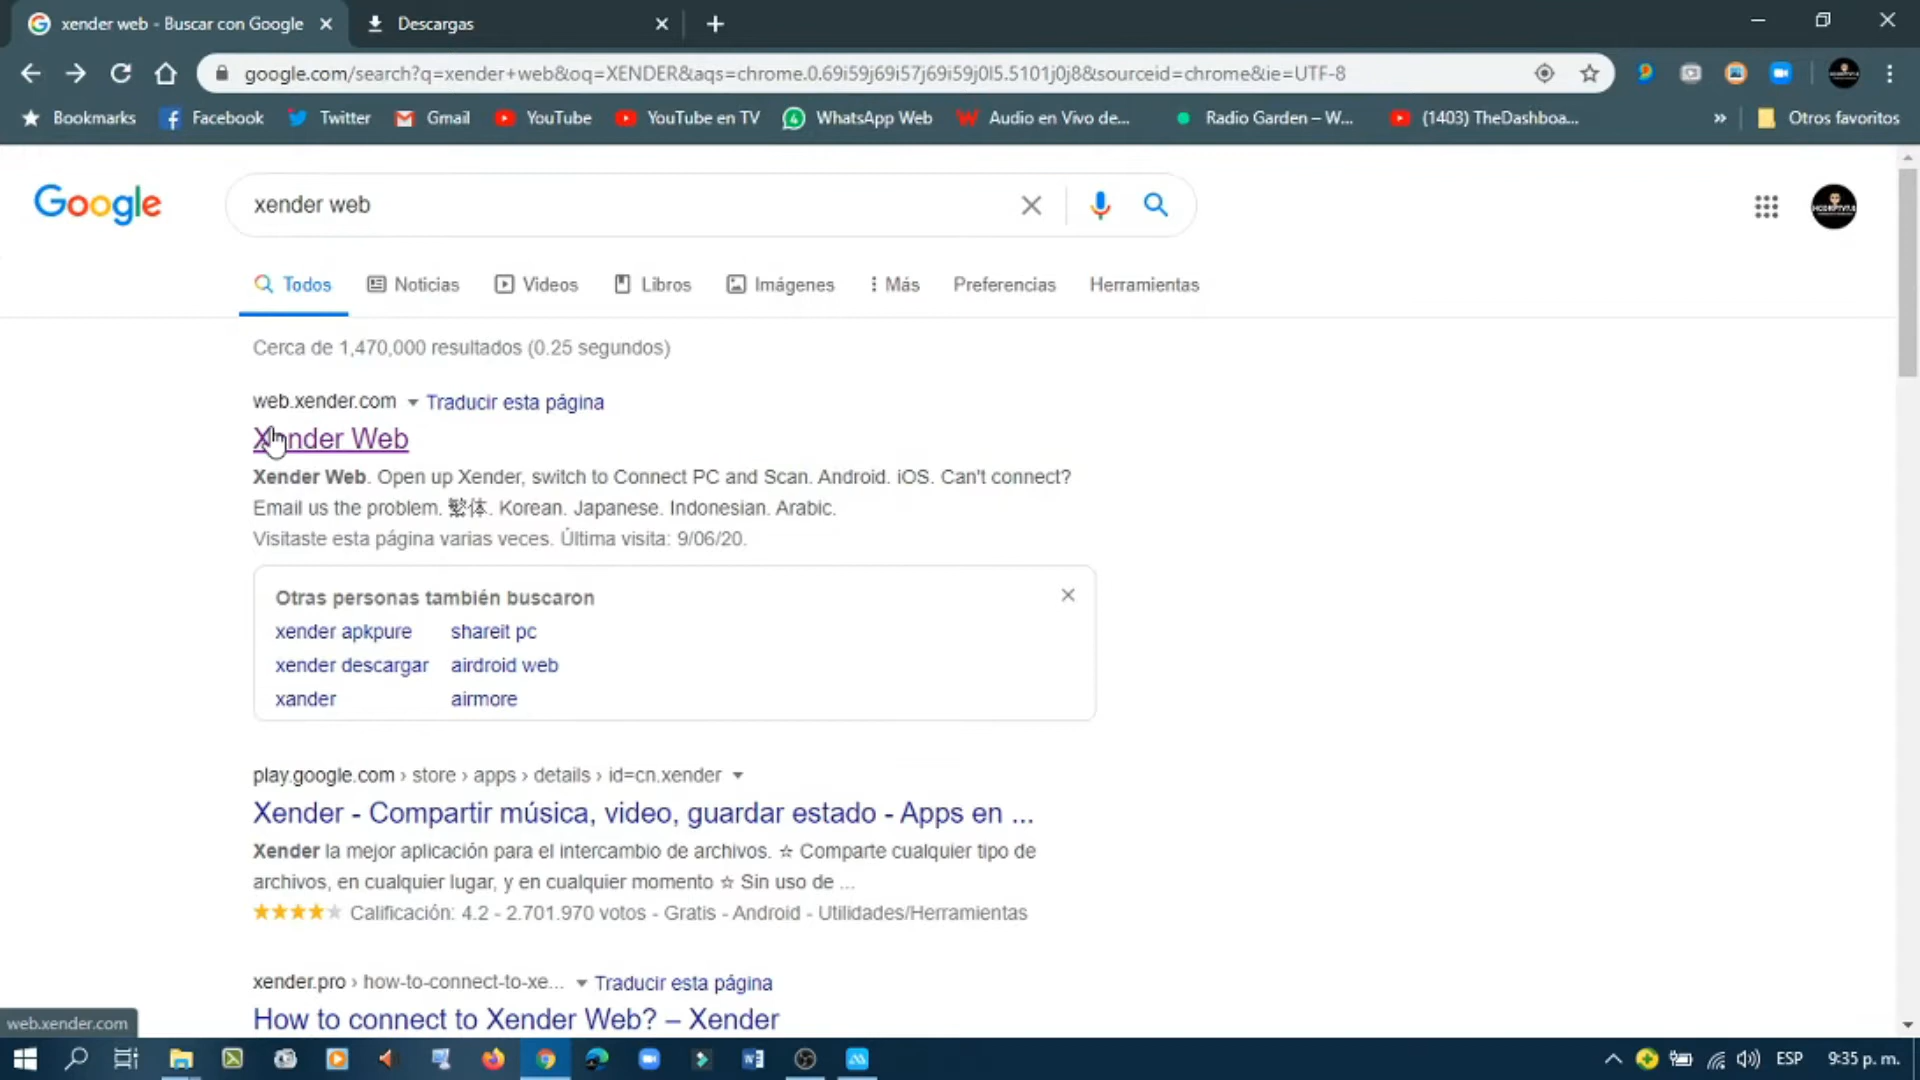 xender web - Buscar con Google
Descargas
google.com/search?q=xender+web&oq=XENDER&aqs=chrome.0.69i59j69i57j69i59j0l5.5101j0j8&sourceid=chrome&ie=UTF-8
Bookmarks Facebook Twitter Gmail YouTube YouTube en TV WhatsApp Web Audio en Vivo de... Radio Garden – W... (1403) TheDashboa... » Otros favoritos
Google
xender web
Todos Noticias Videos Libros Imágenes Más Preferencias Herramientas
Cerca de 1,470,000 resultados (0.25 segundos)
web.xender.com Traducir esta página
Xender Web
Xender Web. Open up Xender, switch to Connect PC and Scan. Android. iOS. Can't connect?
Email us the problem. 繁体. Korean. Japanese. Indonesian. Arabic.
Visitaste esta página varias veces. Última visita: 9/06/20.
Otras personas también buscaron
xender apkpure shareit pc
xender descargar airdroid web
xander airmore
play.google.com › store › apps › details › id=cn.xender
Xender - Compartir música, video, guardar estado - Apps en ...
Xender la mejor aplicación para el intercambio de archivos. ☆ Comparte cualquier tipo de
archivos, en cualquier lugar, y en cualquier momento ☆ Sin uso de ...
Calificación: 4.2 - 2.701.970 votos - Gratis - Android - Utilidades/Herramientas
xender.pro › how-to-connect-to-xe... Traducir esta página
How to connect to Xender Web? – Xender
web.xender.com
ESP 9:35 p. m.